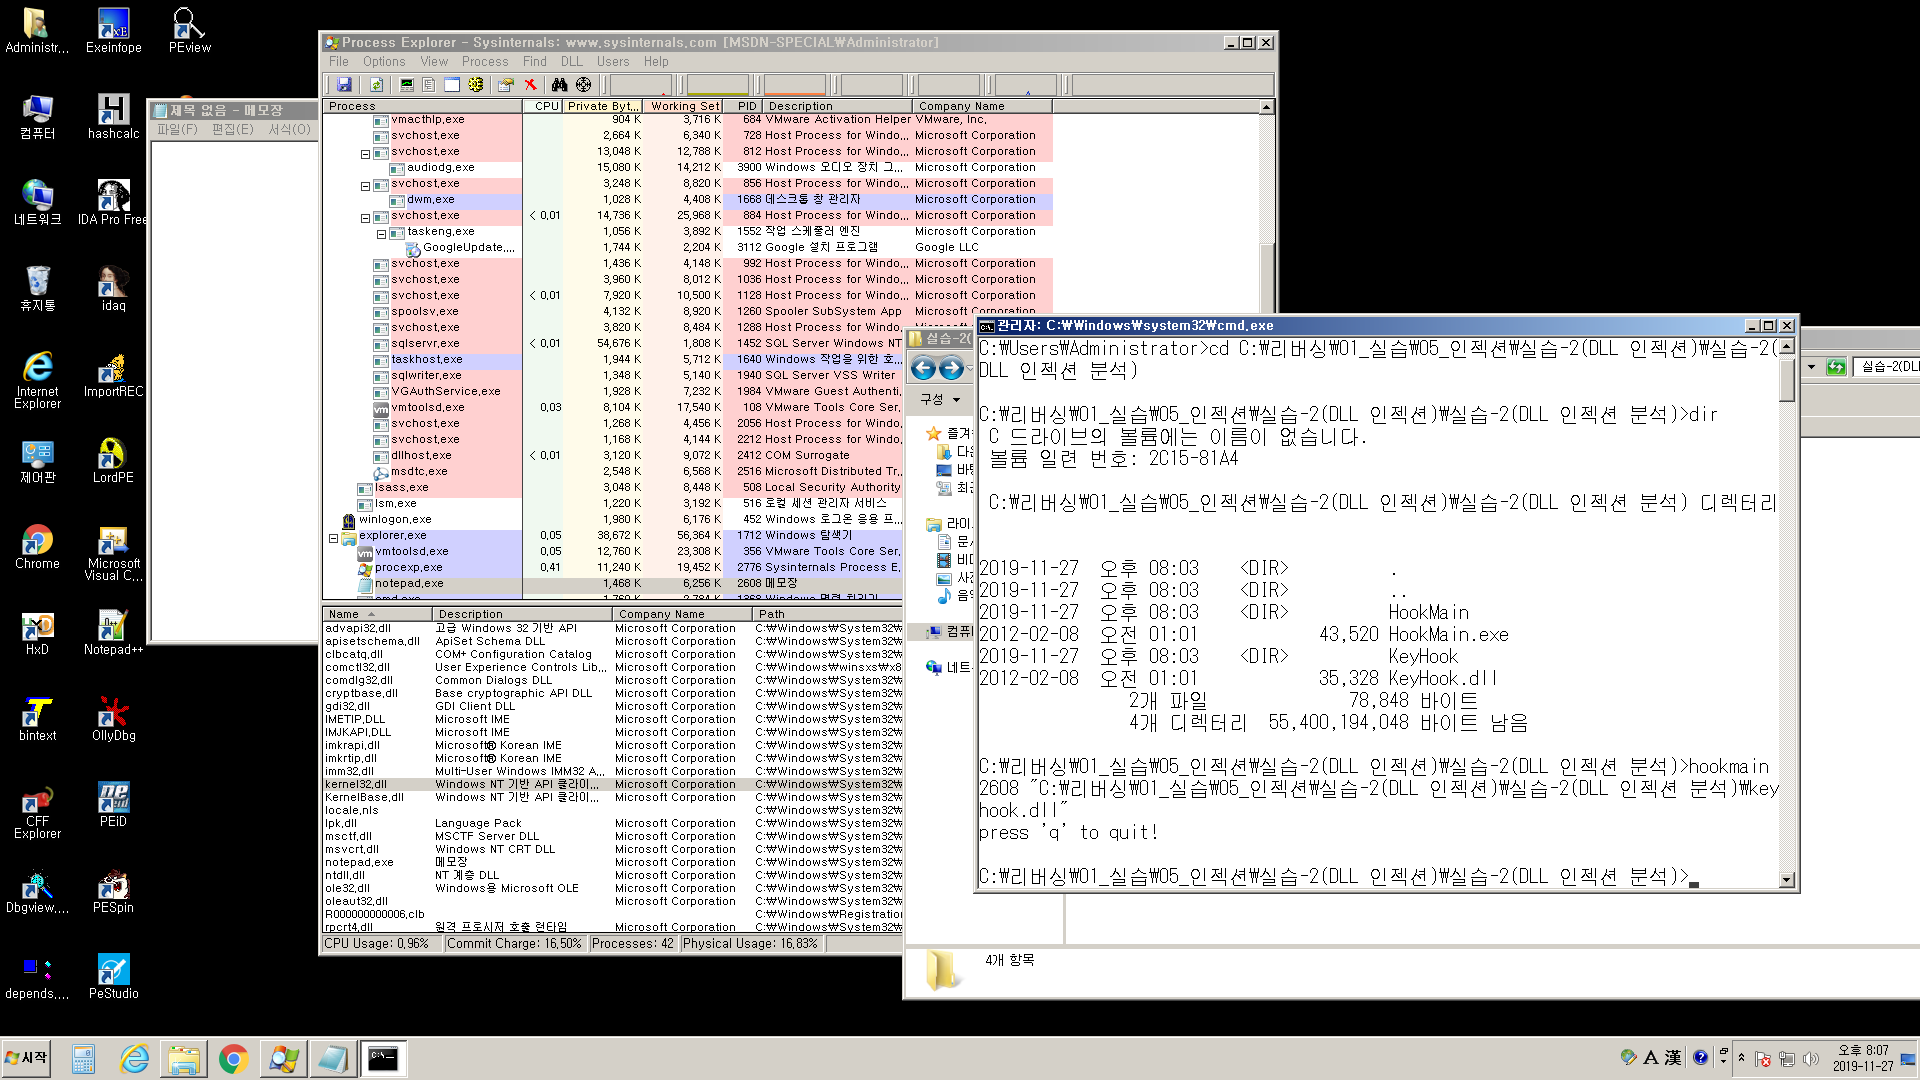 Administr...
Exeinfope
PEview
컴퓨터
hashcalc
네트워크
IDA Pro Free
휴지통
idaq
Internet Explorer
ImportREC
제어판
LordPE
Chrome
Microsoft Visual C...
HxD
Notepad++
bintext
OllyDbg
CFF Explorer
PEiD
Dbgview,...
PESpin
depends,...
PeStudio
제목 없음 - 메모장
파일(F) 편집(E) 서식(O)
Process Explorer - Sysinternals: www.sysinternals.com [MSDN-SPECIAL₩Administrator]
File Options View Process Find DLL Users Help
Process CPU Private Byt... Working Set PID Description Company Name
vmacthlp,exe 904 K 3,716 K 684 VMware Activation Helper VMware, Inc,
svchost,exe 2,664 K 6,340 K 728 Host Process for Windo,,, Microsoft Corporation
svchost,exe 13,048 K 12,788 K 812 Host Process for Windo,,, Microsoft Corporation
audiodg,exe 15,080 K 14,212 K 3900 Windows 오디오 장치 그,,, Microsoft Corporation
svchost,exe 3,248 K 8,820 K 856 Host Process for Windo,,, Microsoft Corporation
dwm,exe 1,028 K 4,408 K 1668 데스크톱 창 관리자 Microsoft Corporation
svchost,exe < 0,01 14,736 K 25,968 K 884 Host Process for Windo,,, Microsoft Corporation
taskeng,exe 1,056 K 3,892 K 1552 작업 스케줄러 엔진 Microsoft Corporation
GoogleUpdate,,,, 1,744 K 2,204 K 3112 Google 설치 프로그램 Google LLC
svchost,exe 1,436 K 4,148 K 992 Host Process for Windo,,, Microsoft Corporation
svchost,exe 3,960 K 8,012 K 1036 Host Process for Windo,,, Microsoft Corporation
svchost,exe < 0,01 7,920 K 10,500 K 1128 Host Process for Windo,,, Microsoft Corporation
spoolsv,exe 4,132 K 8,920 K 1260 Spooler SubSystem App Microsoft Corporation
svchost,exe 3,820 K 8,484 K 1288 Host Process for Windo
sqlservr,exe < 0,01 54,676 K 1,808 K 1452 SQL Server Windows NT
taskhost,exe 1,944 K 5,712 K 1640 Windows 작업을 위한 호,,,
sqlwriter,exe 1,348 K 5,140 K 1940 SQL Server VSS Writer
VGAuthService,exe 1,928 K 7,232 K 1984 VMware Guest Authenti,
vmtoolsd,exe 0,03 8,104 K 17,540 K 108 VMware Tools Core Ser,
svchost,exe 1,268 K 4,456 K 2056 Host Process for Windo,
svchost,exe 1,168 K 4,144 K 2212 Host Process for Windo,
dllhost,exe < 0,01 3,120 K 9,072 K 2412 COM Surrogate
msdtc,exe 2,548 K 6,568 K 2516 Microsoft Distributed Tr,
lsass,exe 3,048 K 8,448 K 508 Local Security Authority
lsm,exe 1,220 K 3,192 K 516 로컬 세션 관리자 서비스
winlogon,exe 1,980 K 6,176 K 452 Windows 로그온 응용 프,,,
explorer,exe 0,05 38,672 K 56,364 K 1712 Windows 탐색기
vmtoolsd,exe 0,05 12,760 K 23,308 K 356 VMware Tools Core Ser,
procexp,exe 0,41 11,240 K 19,452 K 2776 Sysinternals Process E,
notepad,exe 1,468 K 6,256 K 2608 메모장
cmd,exe 1,760 K 2,784 K 1368 Windows 명령 처리기
Name Description Company Name Path
advapi32,dll 고급 Windows 32 기반 API Microsoft Corporation C:₩Windows₩System32₩
apisetschema,dll ApiSet Schema DLL Microsoft Corporation C:₩Windows₩System32₩
clbcatq,dll COM+ Configuration Catalog Microsoft Corporation C:₩Windows₩System32₩
comctl32,dll User Experience Controls Lib,,, Microsoft Corporation C:₩Windows₩winsxs₩x8
comdlg32,dll Common Dialogs DLL Microsoft Corporation C:₩Windows₩System32₩
cryptbase,dll Base cryptographic API DLL Microsoft Corporation C:₩Windows₩System32₩
gdi32,dll GDI Client DLL Microsoft Corporation C:₩Windows₩System32₩
IMETIP,DLL Microsoft IME Microsoft Corporation C:₩Windows₩System32₩
IMJKAPI,DLL Microsoft IME Microsoft Corporation C:₩Windows₩System32₩
imkrapi,dll Microsoft® Korean IME Microsoft Corporation C:₩Windows₩System32₩
imkrtip,dll Microsoft® Korean IME Microsoft Corporation C:₩Windows₩System32₩
imm32,dll Multi-User Windows IMM32 A,,, Microsoft Corporation C:₩Windows₩System32₩
kernel32,dll Windows NT 기반 API 클라이,,, Microsoft Corporation C:₩Windows₩System32₩
KernelBase,dll Windows NT 기반 API 클라이,,, Microsoft Corporation C:₩Windows₩System32₩
locale,nls C:₩Windows₩System32₩
lpk,dll Language Pack Microsoft Corporation C:₩Windows₩System32₩
msctf,dll MSCTF Server DLL Microsoft Corporation C:₩Windows₩System32₩
msvcrt,dll Windows NT CRT DLL Microsoft Corporation C:₩Windows₩System32₩
notepad,exe 메모장 Microsoft Corporation C:₩Windows₩System32₩
ntdll,dll NT 계층 DLL Microsoft Corporation C:₩Windows₩System32₩
ole32,dll Windows용 Microsoft OLE Microsoft Corporation C:₩Windows₩System32₩
oleaut32,dll Microsoft Corporation C:₩Windows₩System32₩
R000000000006,clb C:₩Windows₩Registration
rpcrt4,dll 원격 프로시저 호출 런타임 Microsoft Corporation C:₩Windows₩System32₩
CPU Usage: 0,96% Commit Charge: 16,50% Processes: 42 Physical Usage: 16,83%
실습-2(
구성
실습-2(DLL
4개 항목
관리자: C:₩Windows₩system32₩cmd.exe
C:₩Users₩Administrator>cd C:₩리버싱₩01_실습₩05_인젝션₩실습-2(DLL 인젝션)₩실습-2(
DLL 인젝션 분석)
C:₩리버싱₩01_실습₩05_인젝션₩실습-2(DLL 인젝션)₩실습-2(DLL 인젝션 분석)>dir
C 드라이브의 볼륨에는 이름이 없습니다.
볼륨 일련 번호: 2C15-81A4
C:₩리버싱₩01_실습₩05_인젝션₩실습-2(DLL 인젝션)₩실습-2(DLL 인젝션 분석) 디렉터리
2019-11-27 오후 08:03 <DIR> .
2019-11-27 오후 08:03 <DIR> ..
2019-11-27 오후 08:03 <DIR> HookMain
2012-02-08 오전 01:01 43,520 HookMain.exe
2019-11-27 오후 08:03 <DIR> KeyHook
2012-02-08 오전 01:01 35,328 KeyHook.dll
2개 파일 78,848 바이트
4개 디렉터리 55,400,194,048 바이트 남음
C:₩리버싱₩01_실습₩05_인젝션₩실습-2(DLL 인젝션)₩실습-2(DLL 인젝션 분석)>hookmain
2608 "C:₩리버싱₩01_실습₩05_인젝션₩실습-2(DLL 인젝션)₩실습-2(DLL 인젝션 분석)₩key
hook.dll"
press 'q' to quit!
C:₩리버싱₩01_실습₩05_인젝션₩실습-2(DLL 인젝션)₩실습-2(DLL 인젝션 분석)>
시작
A 漢
오후 8:07
2019-11-27